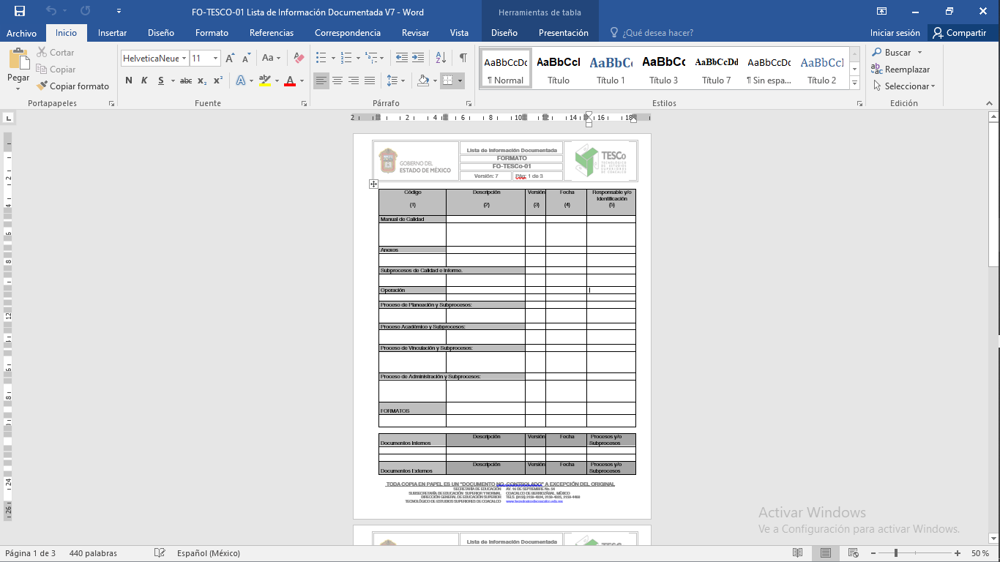 FO-TESCO-01 Lista de Información Documentada V7 - Word
Herramientas de tabla
Archivo Inicio Insertar Diseño Formato Referencias Correspondencia Revisar Vista Diseño Presentación ¿Qué desea hacer? Iniciar sesión Compartir
Pegar
Cortar
Copiar
Copiar formato
Portapapeles
HelveticaNeue 11
Aa
N K S abc x₂ x² A ab A
Fuente
Párrafo
AaBbCcDc AaBbCcI AaBbC AaBbCc AaBbCcDd AaBbCcDc AaBbCcI
¶ Normal Título Título 1 Título 3 Título 7 ¶ Sin espa... Título 2
Estilos
Buscar
Reemplazar
Seleccionar
Edición
2 2 4 6 8 10 14 16 18
GOBIERNO DEL
ESTADO DE MÉXICO
Lista de Información Documentada
FORMATO
FO-TESCo-01
Versión: 7 Pág: 1 de 3
TESCo
TECNOLÓGICO
DE ESTUDIOS
SUPERIORES
DE COACALCO
Código Descripción Versión Fecha Responsable y/o
Identificación
(1) (2) (3) (4) (5)
Manual de Calidad
Anexos
Subprocesos de Calidad e Informe.
Operación
Proceso de Planeación y Subprocesos:
Proceso Académico y Subprocesos:
Proceso de Vinculación y Subprocesos:
Proceso de Administración y Subprocesos:
FORMATOS
Documentos Internos Descripción Versión Fecha Procesos y/o
Subprocesos
Documentos Externos Descripción Versión Fecha Procesos y/o
Subprocesos
TODA COPIA EN PAPEL ES UN "DOCUMENTO NO CONTROLADO" A EXCEPCIÓN DEL ORIGINAL
SECRETARÍA DE EDUCACIÓN AV. 16 DE SEPTIEMBRE No. 54
SUBSECRETARÍA DE EDUCACIÓN SUPERIOR Y NORMAL COACALCO DE BERRIOZÁBAL, MÉXICO
DIRECCIÓN GENERAL DE EDUCACIÓN SUPERIOR
TECNOLÓGICO DE ESTUDIOS SUPERIORES DE COACALCO
Lista de Información Documentada
TESCo
Activar Windows
Ve a Configuración para activar Windows.
Página 1 de 3 440 palabras Español (México) 50 %